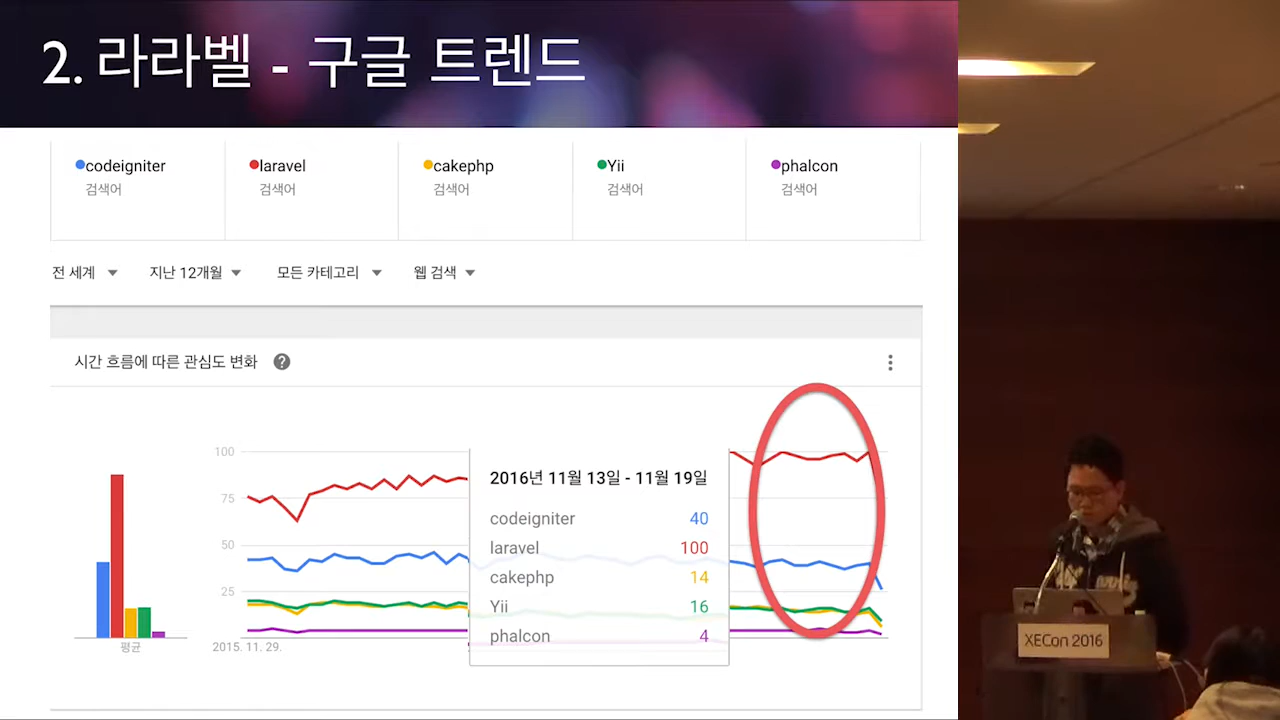 2. 라라벨 - 구글 트렌드
codeigniter
검색어
laravel
검색어
cakephp
검색어
Yii
검색어
phalcon
검색어
전 세계
지난 12개월
모든 카테고리
웹 검색
시간 흐름에 따른 관심도 변화 ?
100
75
50
25
평균
2015. 11. 29.
2016년 11월 13일 - 11월 19일
codeigniter 40
laravel 100
cakephp 14
Yii 16
phalcon 4
XECon 2016